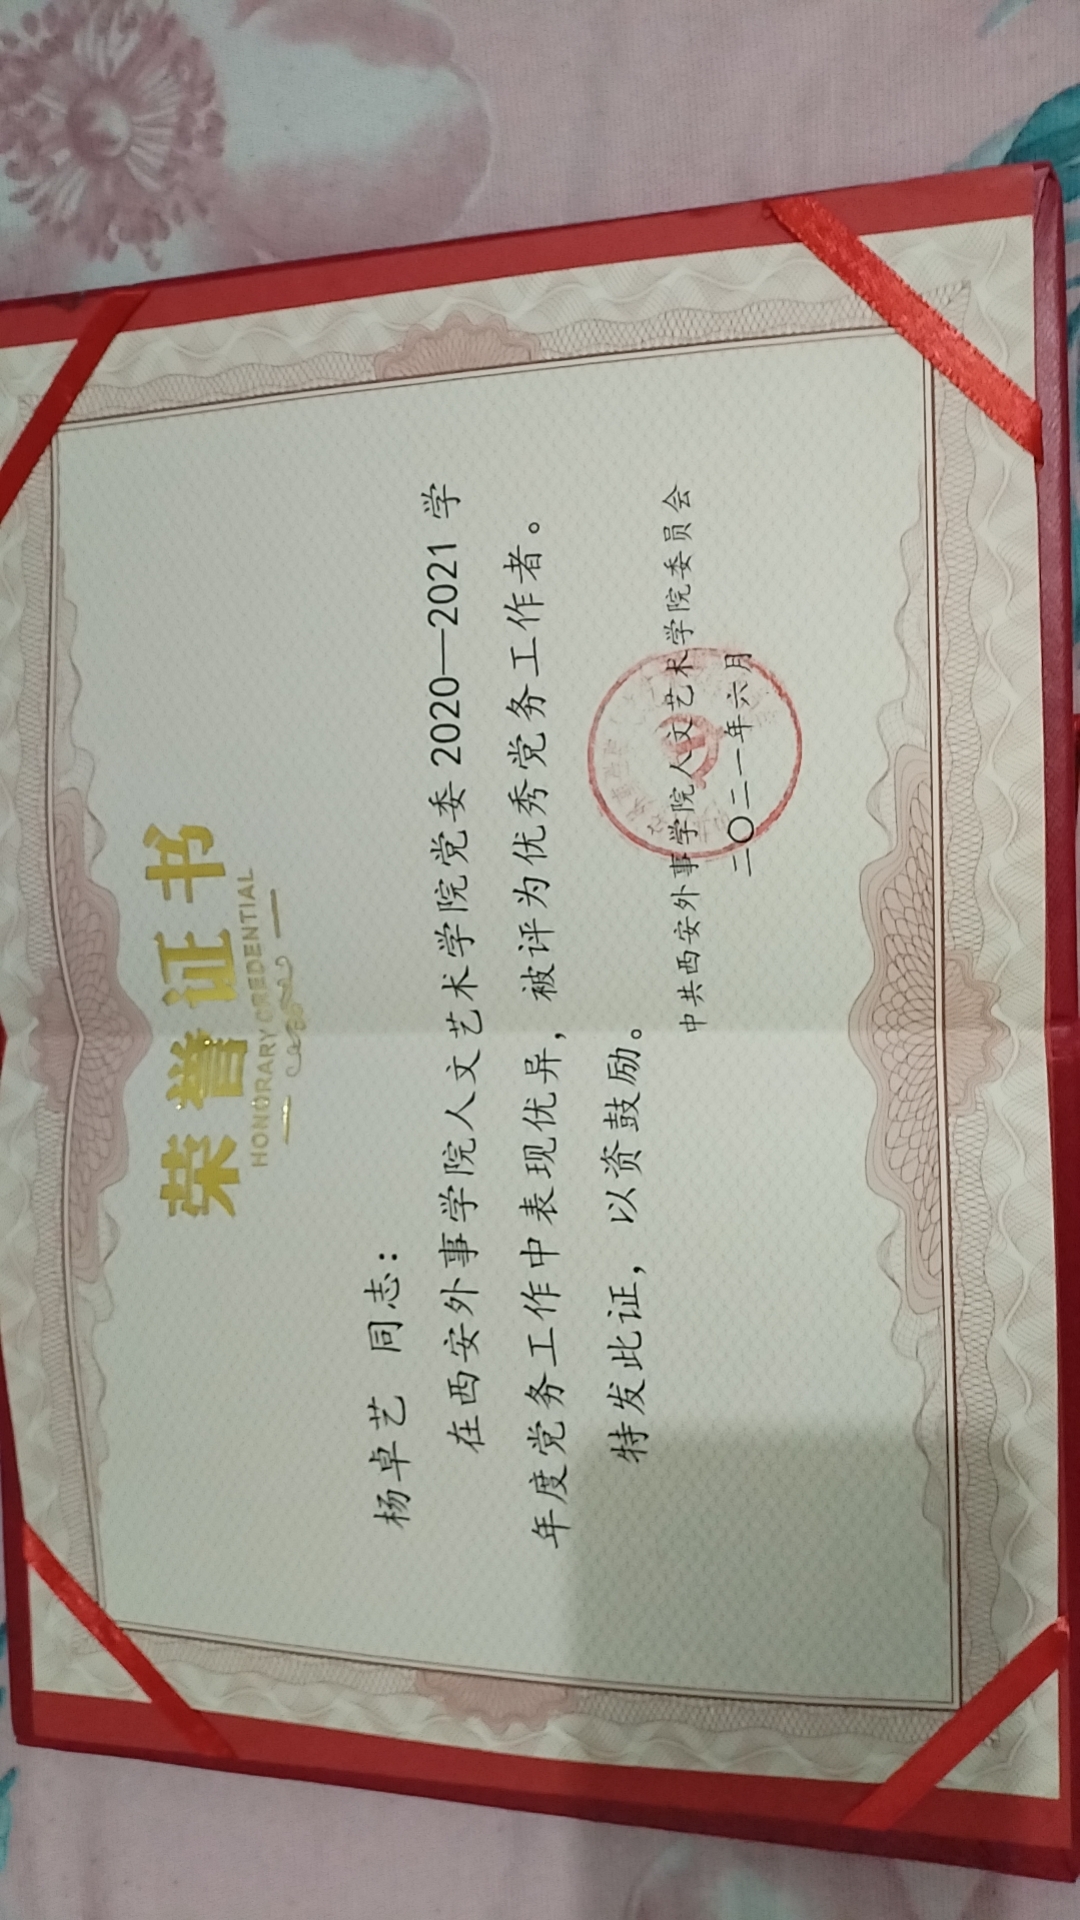 荣誉证书
HONORARY CREDENTIAL
杨卓艺 同志：
在西安外事学院人文艺术学院党委 2020—2021 学
年度党务工作中表现优异，被评为优秀党务工作者。
特发此证，以资鼓励。
中共西安外事学院人文艺术学院委员会
二〇二一年六月